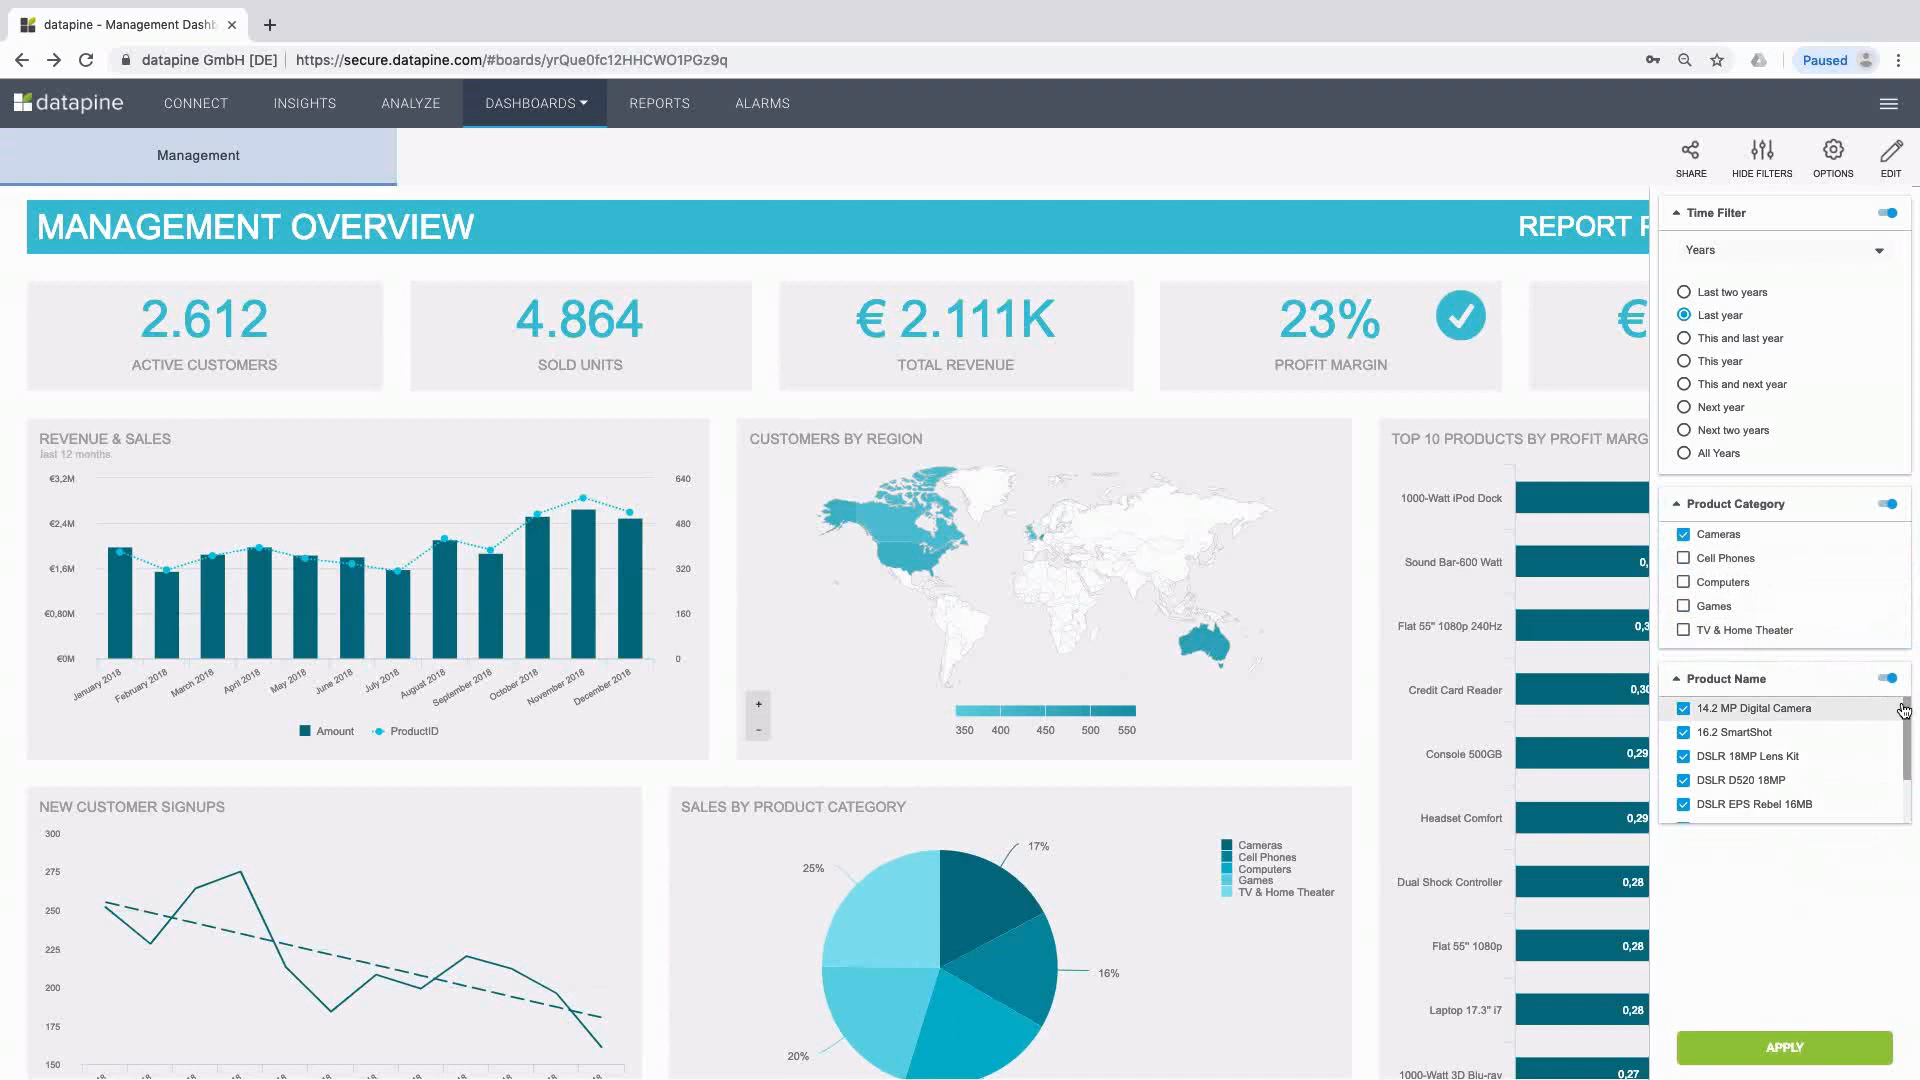 datapine - Management Dashb
datapine GmbH [DE] https://secure.datapine.com/#boards/yrQue0fc12HHCWO1PGz9q
Paused
datapine CONNECT INSIGHTS ANALYZE DASHBOARDS REPORTS ALARMS
Management
SHARE HIDE FILTERS OPTIONS EDIT
MANAGEMENT OVERVIEW
REPORT
2.612
ACTIVE CUSTOMERS
4.864
SOLD UNITS
€ 2.111K
TOTAL REVENUE
23%
PROFIT MARGIN
€
REVENUE & SALES
last 12 months
€3,2M
€2,4M
€1,6M
€0,80M
€0M
640
480
320
160
0
January 2018
February 2018
March 2018
April 2018
May 2018
June 2018
July 2018
August 2018
September 2018
October 2018
November 2018
December 2018
Amount ProductID
CUSTOMERS BY REGION
+
-
350 400 450 500 550
TOP 10 PRODUCTS BY PROFIT MARG
1000-Watt iPod Dock
Sound Bar-600 Watt 0,
Flat 55" 1080p 240Hz 0,3
Credit Card Reader 0,30
Console 500GB 0,29
Headset Comfort 0,29
Dual Shock Controller 0,28
Flat 55" 1080p 0,28
Laptop 17.3" i7 0,28
1000-Watt 3D Blu-ray 0,27
NEW CUSTOMER SIGNUPS
300
275
250
225
200
175
150
SALES BY PRODUCT CATEGORY
17%
16%
20%
25%
Cameras
Cell Phones
Computers
Games
TV & Home Theater
Time Filter
Years
Last two years
Last year
This and last year
This year
This and next year
Next year
Next two years
All Years
Product Category
Cameras
Cell Phones
Computers
Games
TV & Home Theater
Product Name
14.2 MP Digital Camera
16.2 SmartShot
DSLR 18MP Lens Kit
DSLR D520 18MP
DSLR EPS Rebel 16MB
APPLY